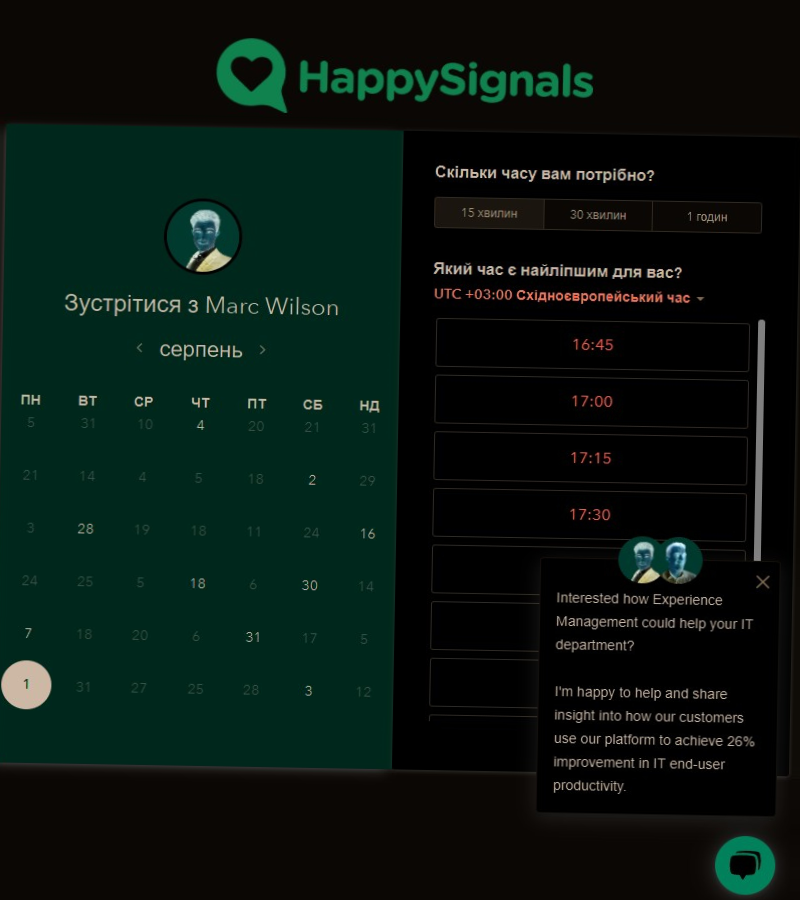 HappySignals
Зустрітися з Marc Wilson
серпень
ПН ВТ СР ЧТ ПТ СБ НД
5 31 10 4 20 21 31
21 14 4 5 18 2 29
3 28 19 18 11 24 16
24 25 5 18 6 30 14
7 18 20 6 31 17 5
1 31 27 25 28 3 12
Скільки часу вам потрібно?
15 хвилин 30 хвилин 1 годин
Який час є найліпшим для вас?
UTC +03:00 Східноєвропейський час
16:45
17:00
17:15
17:30
Interested how Experience
Management could help your IT
department?
I'm happy to help and share
insight into how our customers
use our platform to achieve 26%
improvement in IT end-user
productivity.